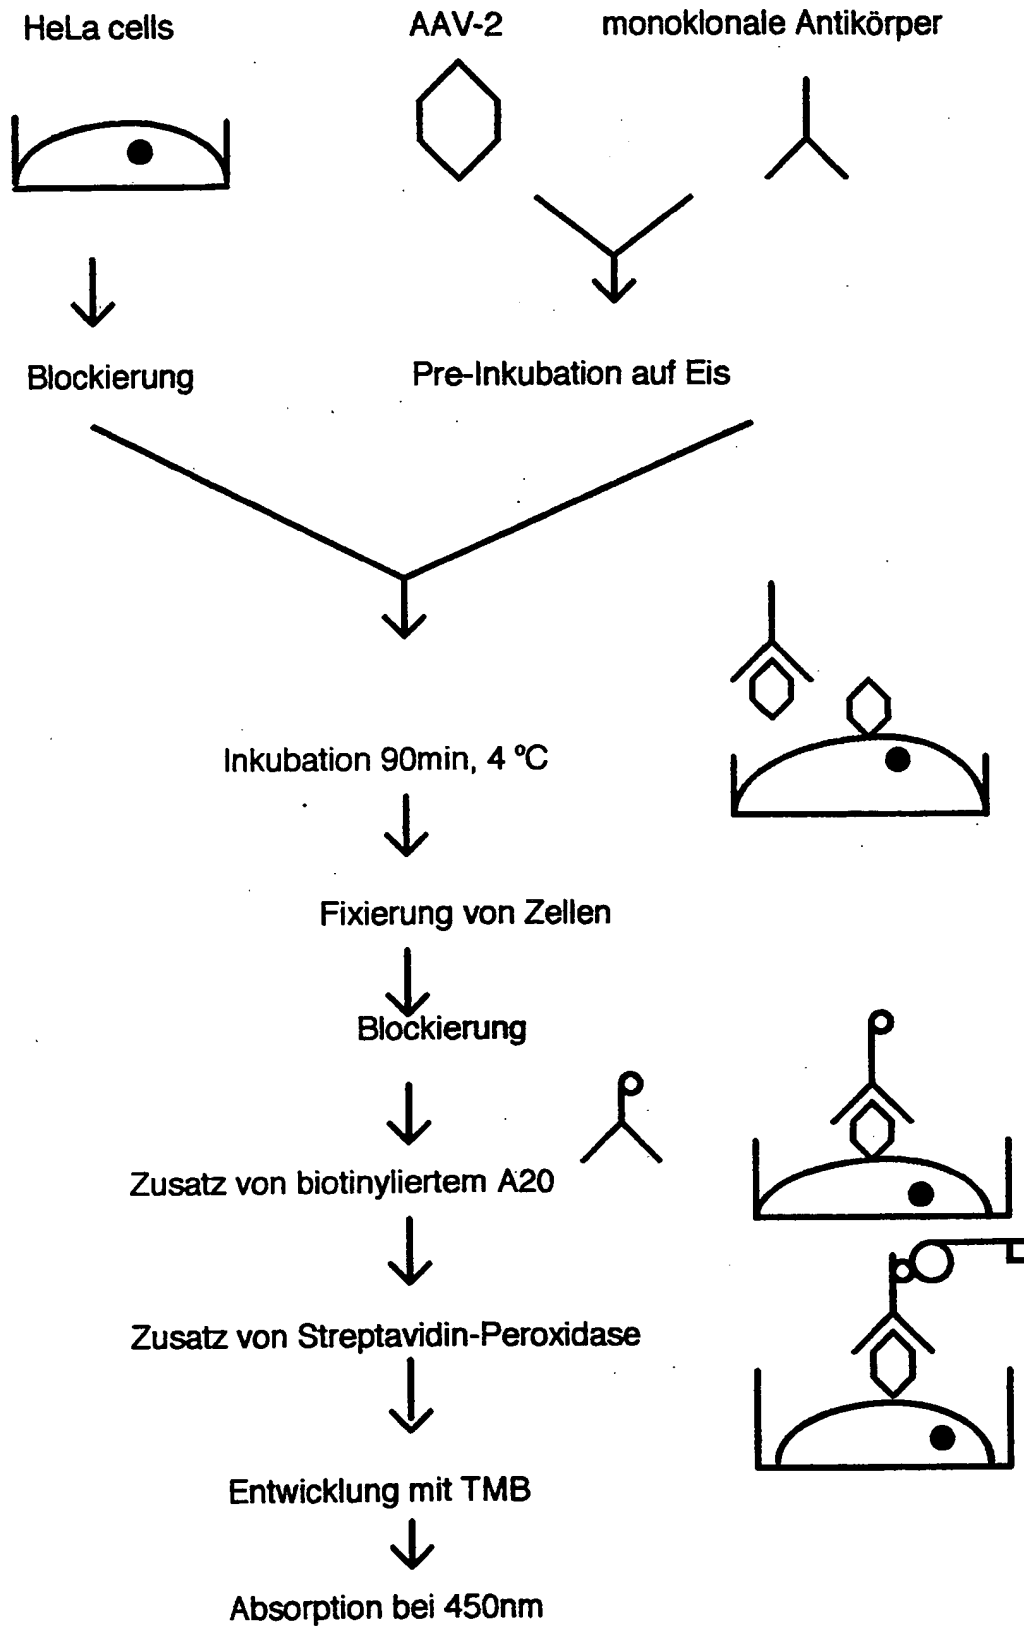 HeLa cells
AAV-2
monoklonale Antikörper
Blockierung
Pre-Inkubation auf Eis
Inkubation 90min, 4 °C
Fixierung von Zellen
Blockierung
Zusatz von biotinyliertem A20
Zusatz von Streptavidin-Peroxidase
Entwicklung mit TMB
Absorption bei 450nm